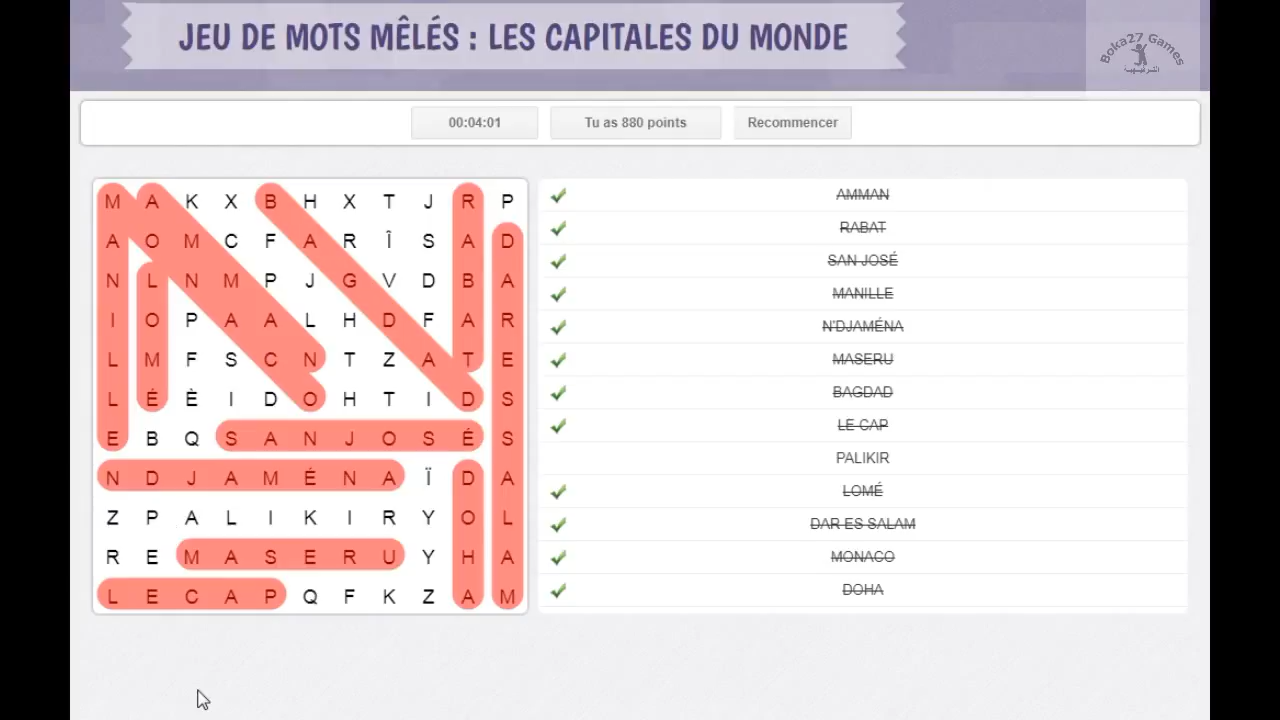 JEU DE MOTS MÊLÉS : LES CAPITALES DU MONDE
Boka27 Games
00:04:01
Tu as 880 points
Recommencer
M A K X B H X T J R P
A O M C F A R Î S A D
N L N M P J G V D B A
I O P A A L H D F A R
L M F S C N T Z A T E
L É È I D O H T I D S
E B Q S A N J O S É S
N D J A M É N A Ï D A
Z P A L I K I R Y O L
R E M A S E R U Y H A
L E C A P Q F K Z A M
AMMAN
RABAT
SAN JOSÉ
MANILLE
N'DJAMÉNA
MASERU
BAGDAD
LE CAP
PALIKIR
LOMÉ
DAR ES SALAM
MONACO
DOHA